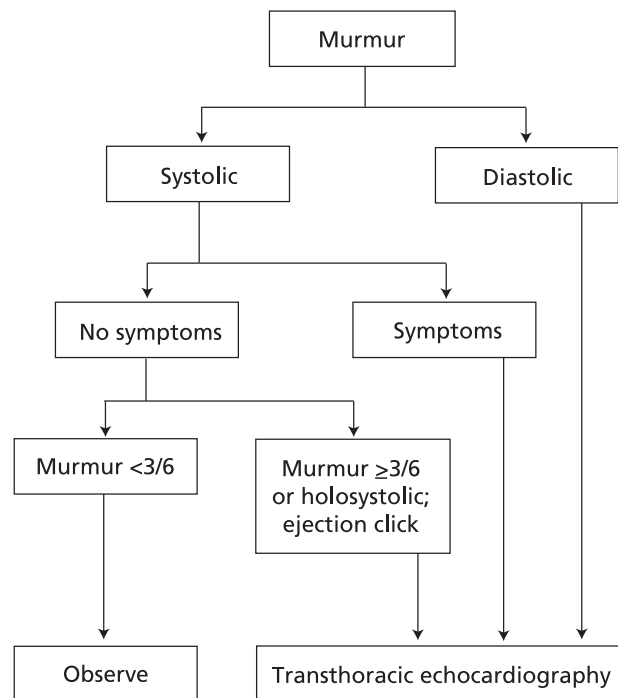 Murmur
Systolic
Diastolic
No symptoms
Symptoms
Murmur <3/6
Murmur ≥3/6
or holosystolic;
ejection click
Observe
Transthoracic echocardiography